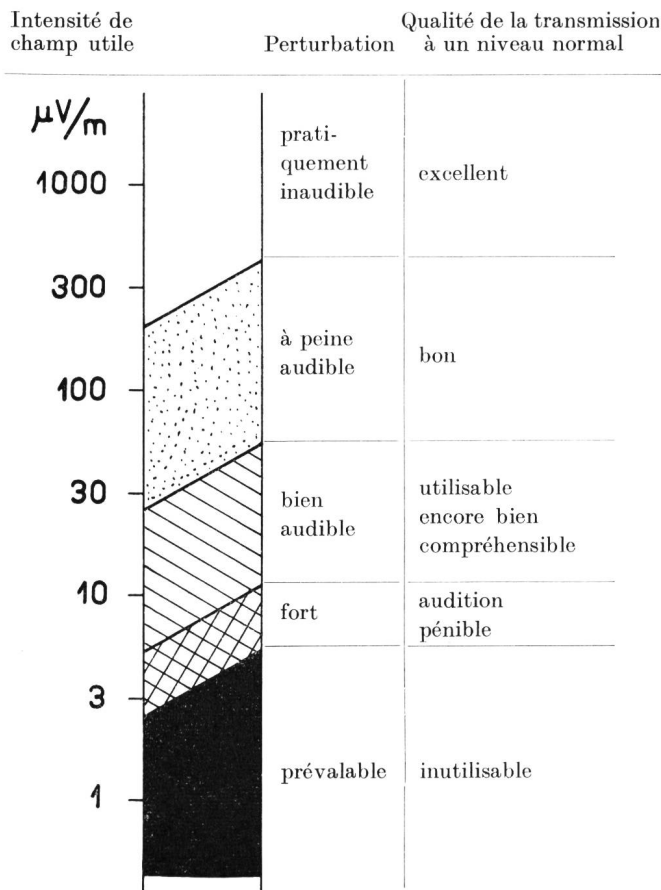 Intensité de
champ utile
Perturbation
Qualité de la transmission
à un niveau normal
μV/m
1000
300
100
30
10
3
1
prati-
quement
inaudible
excellent
à peine
audible
bon
bien
audible
utilisable
encore bien
compréhensible
fort
audition
pénible
prévalable
inutilisable